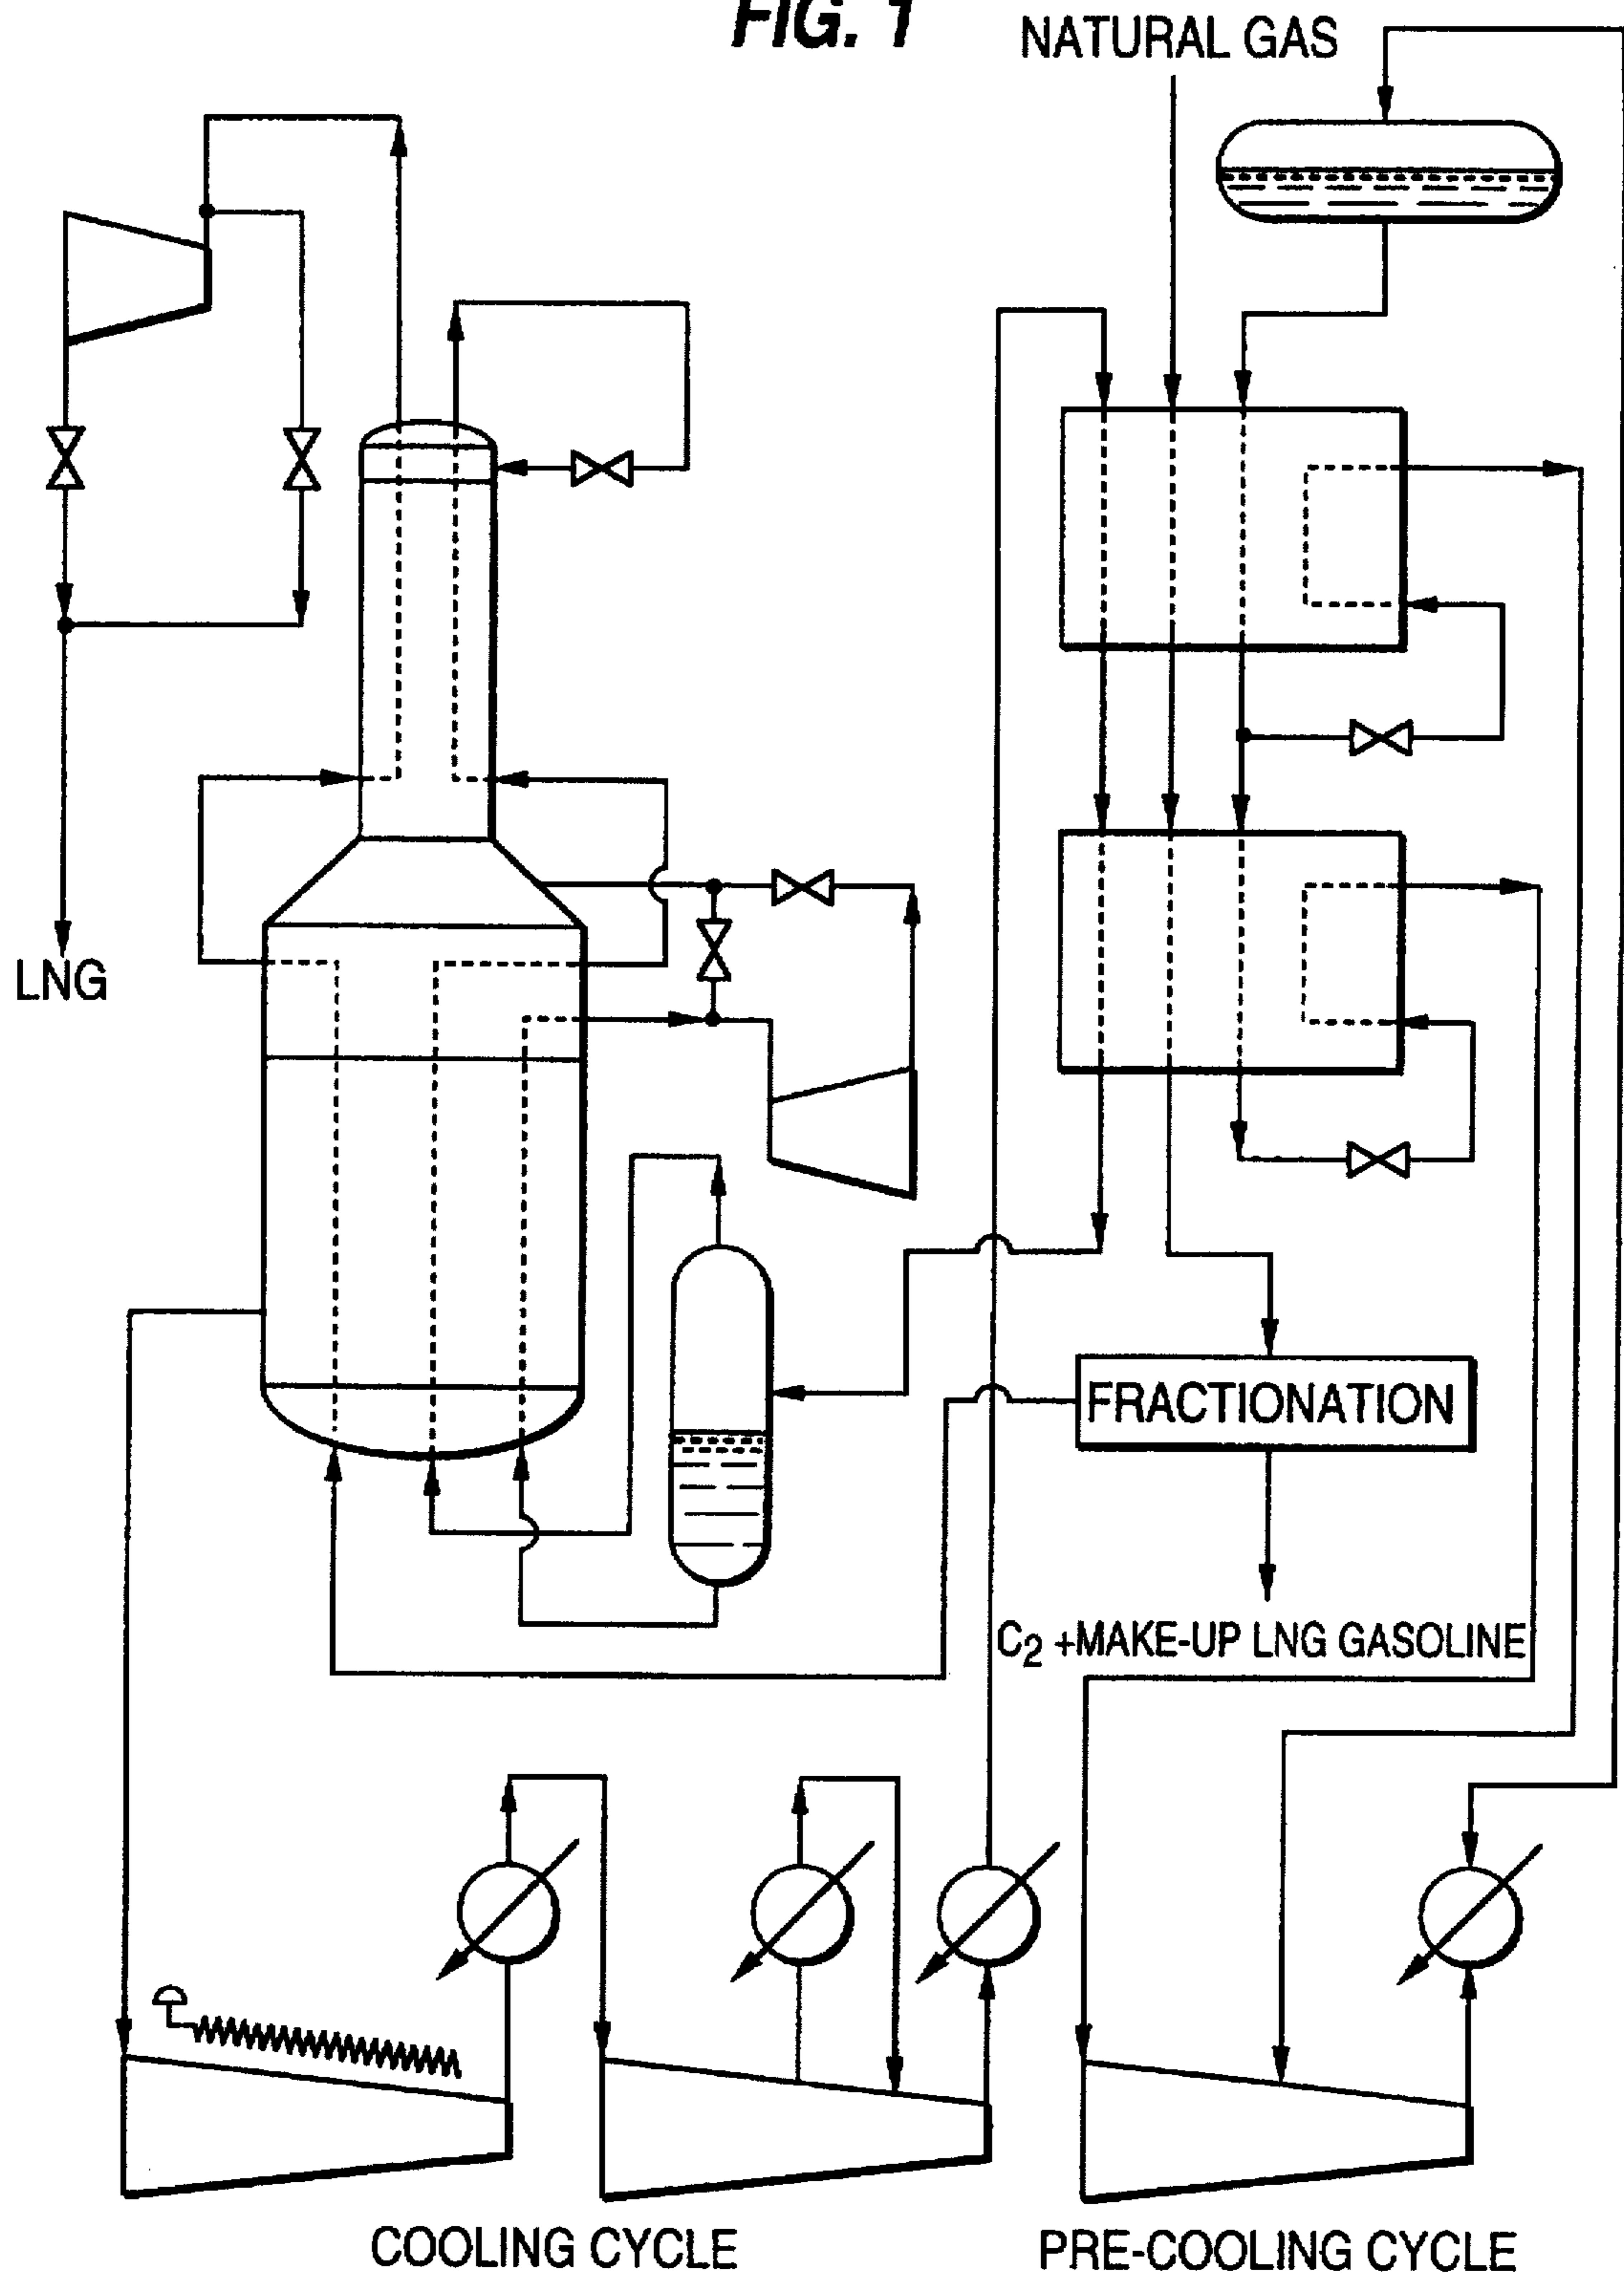 FIG. 1
NATURAL GAS
LNG
FRACTIONATION
C2 +MAKE-UP LNG GASOLINE
COOLING CYCLE
PRE-COOLING CYCLE